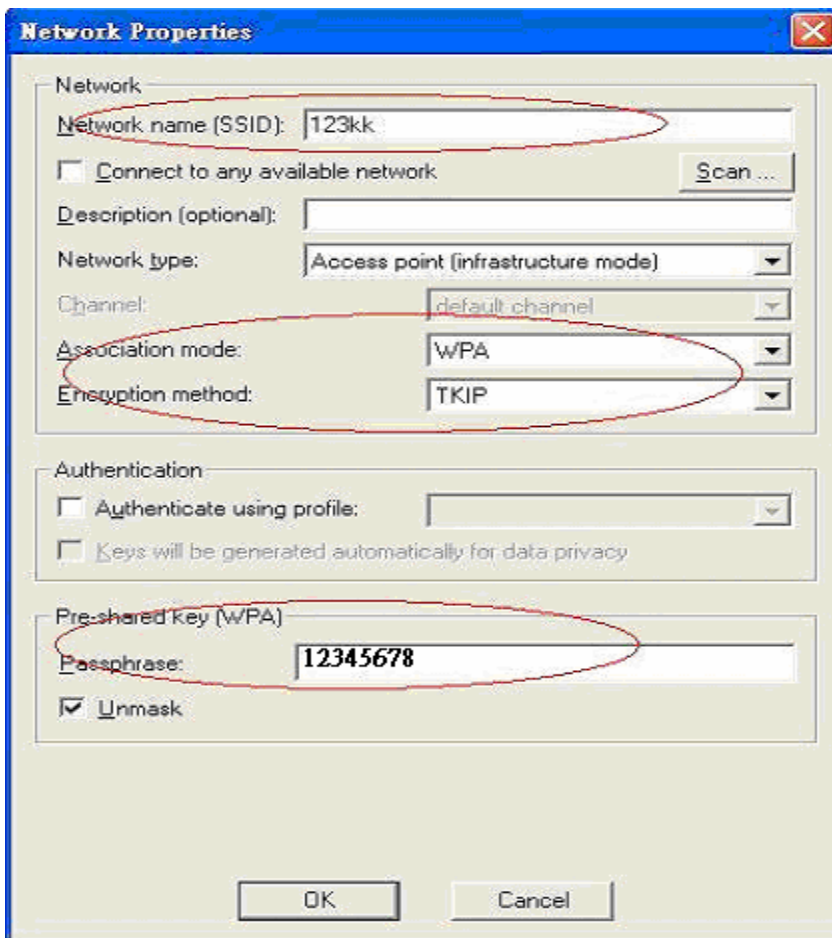 Network Properties
Network
Network name (SSID): 123kk
Connect to any available network Scan ...
Description (optional):
Network type: Access point (infrastructure mode)
Channel: default channel
Association mode: WPA
Encryption method: TKIP
Authentication
Authenticate using profile:
Keys will be generated automatically for data privacy
Pre-shared key (WPA)
Passphrase: 12345678
Unmask
OK Cancel